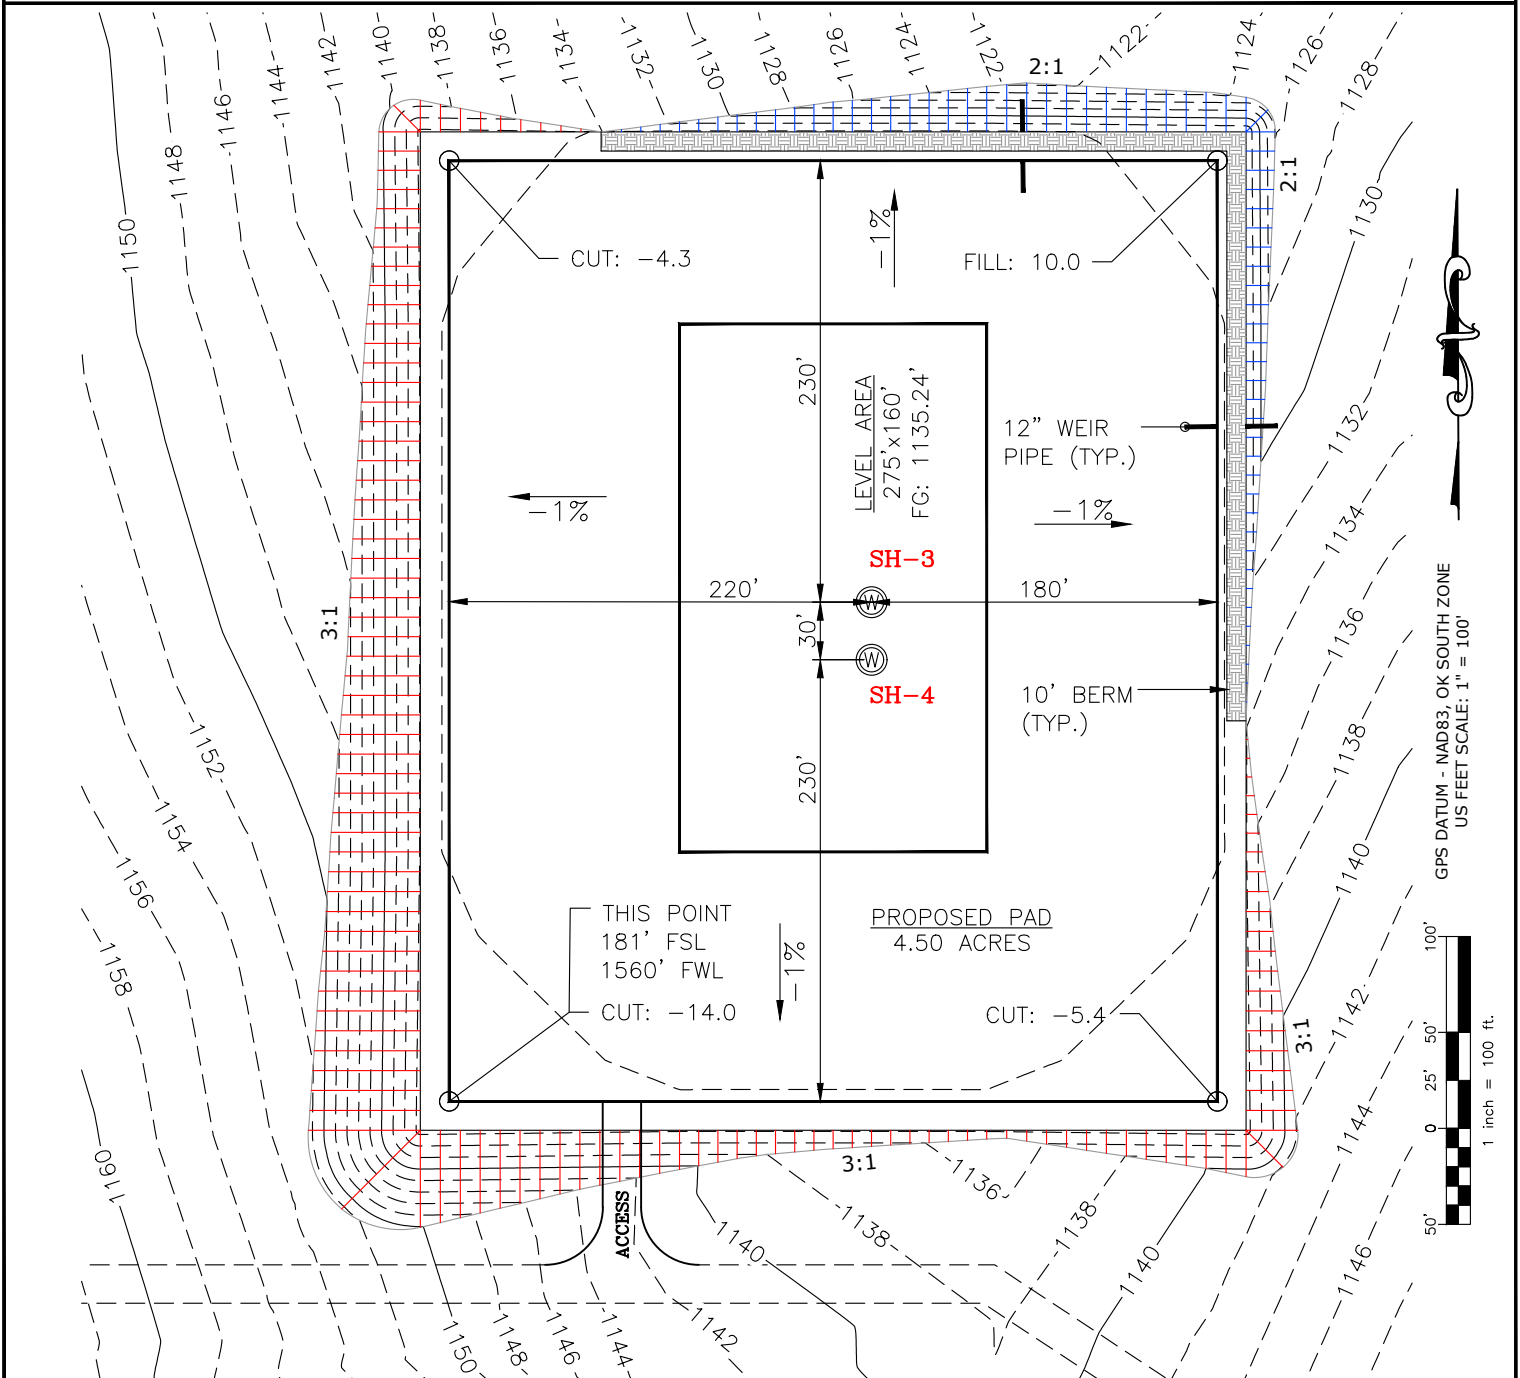 1140
1138
1136
1134
1132
1130
1128
1126
1124
1122
1122
1124
1126
1128
1142
1144
1146
1148
1150
2:1
2:1
1130
CUT: -4.3
-1%
FILL: 10.0
230'
LEVEL AREA
275'x160'
FG: 1135.24'
12" WEIR
PIPE (TYP.)
1132
-1%
-1%
1134
SH-3
220'
180'
W
30'
W
SH-4
3:1
1136
10' BERM
(TYP.)
1138
1152
1154
1156
1158
1160
230'
1140
THIS POINT
181' FSL
1560' FWL
CUT: -14.0
-1%
PROPOSED PAD
4.50 ACRES
CUT: -5.4
3:1
1142
1144
1146
3:1
1136
1138
1138
1140
1140
1142
ACCESS
1150
1148
1146
1144
GPS DATUM - NAD83, OK SOUTH ZONE
US FEET SCALE: 1" = 100'
100'
50'
25'
0
50'
1 inch = 100 ft.